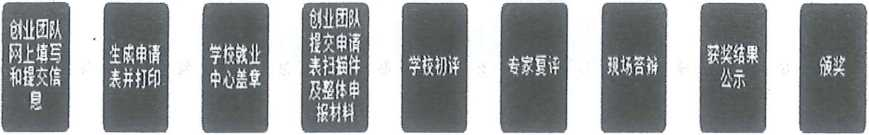 创业团队
网上填写
和提交信
息
生成申请
表并打印
学校就业
中心盖章
创业团队
提交申请
表扫描件
及整体申
报材料
学校初评
专家复评
现场答辩
获奖结果
公示
颁奖